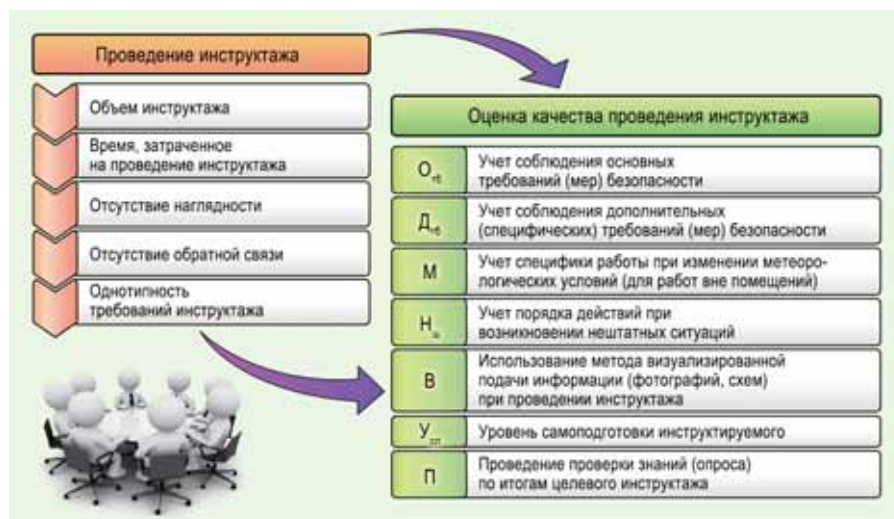 Проведение инструктажа
Объем инструктажа
Время, затраченное
на проведение инструктажа
Отсутствие наглядности
Отсутствие обратной связи
Однотипность
требований инструктажа
Оценка качества проведения инструктажа
О
Учет соблюдения основных
требований (мер) безопасности
Д
Учет соблюдения дополнительных
(специфических) требований (мер) безопасности
М
Учет специфики работы при изменении метеоро-
логических условий (для работ вне помещений)
Н
Учет порядка действий при
возникновении нештатных ситуаций
В
Использование метода визуализированной
подачи информации (фотографий, схем)
при проведении инструктажа
У
Уровень самоподготовки инструктируемого
П
Проведение проверки знаний (опроса)
по итогам целевого инструктажа